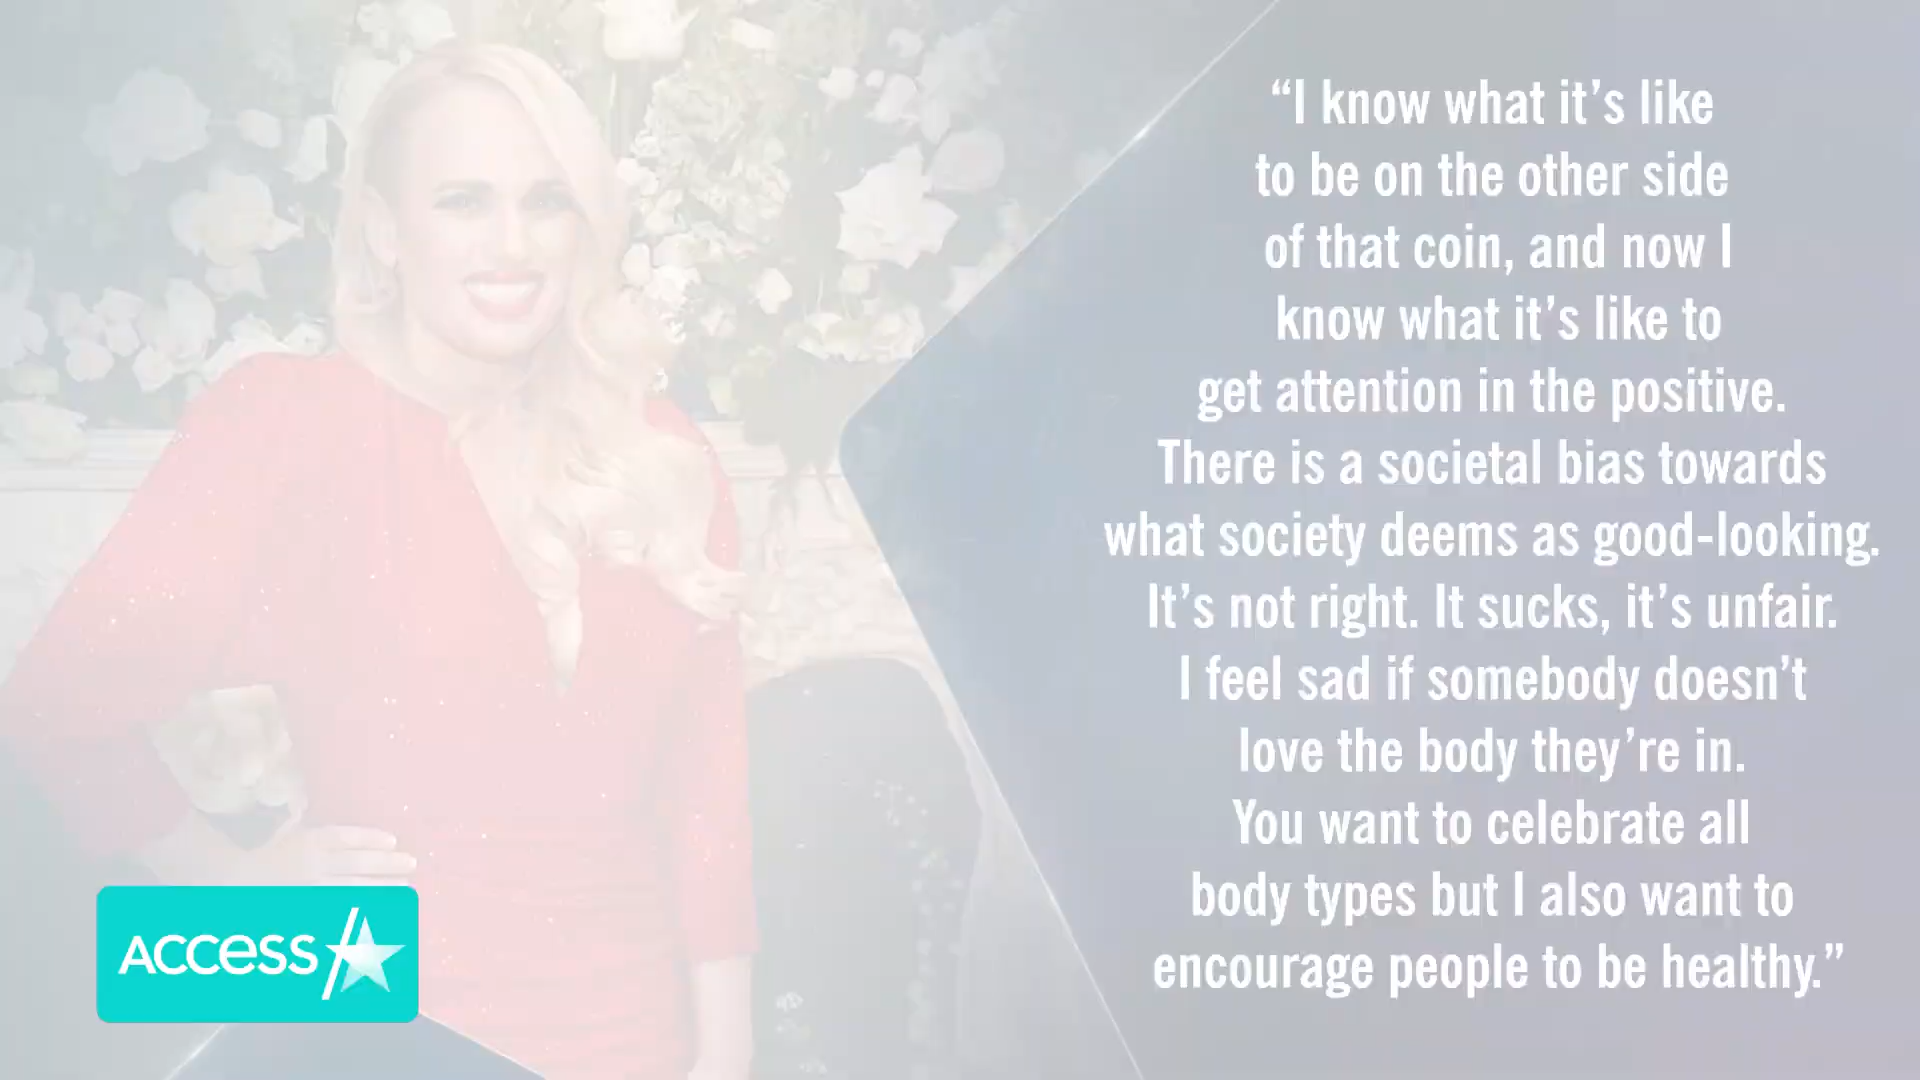 “I know what it’s like
to be on the other side
of that coin, and now I
know what it’s like to
get attention in the positive.
There is a societal bias towards
what society deems as good-looking.
It’s not right. It sucks, it’s unfair.
I feel sad if somebody doesn’t
love the body they’re in.
You want to celebrate all
body types but I also want to
encourage people to be healthy.”
access